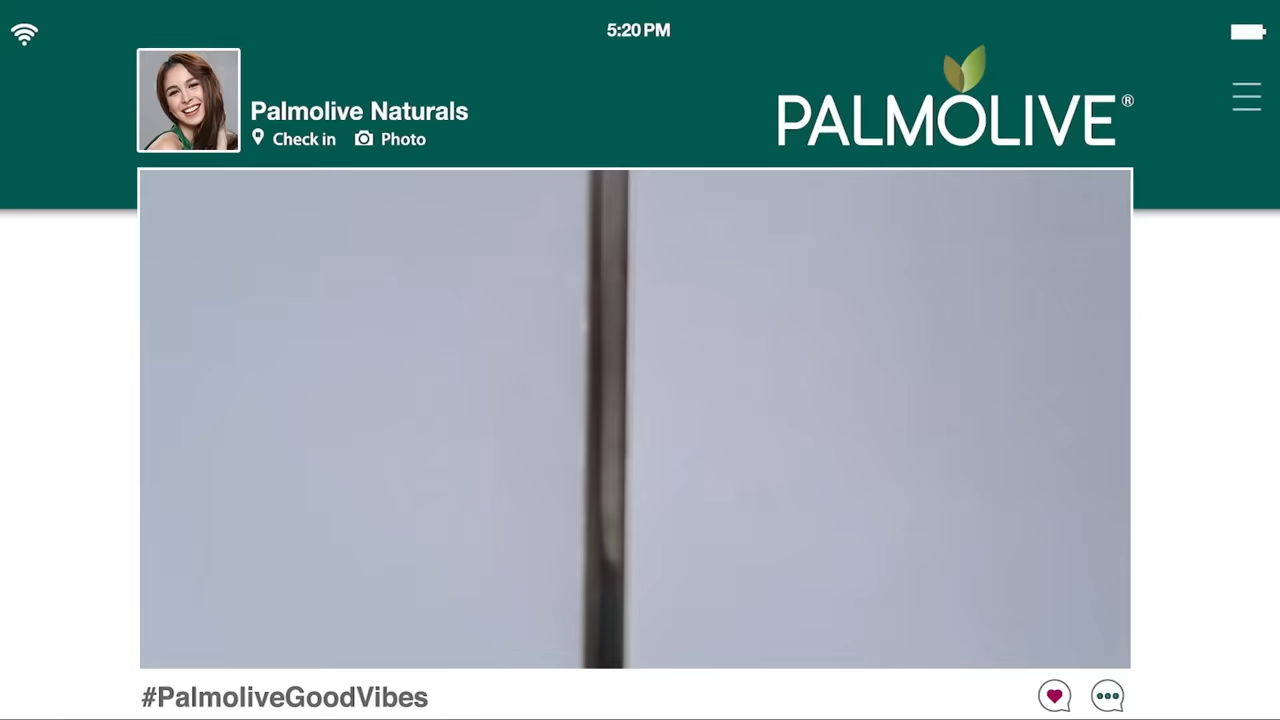 5:20 PM
Palmolive Naturals
Check in Photo
PALMOLIVE®
#PalmoliveGoodVibes